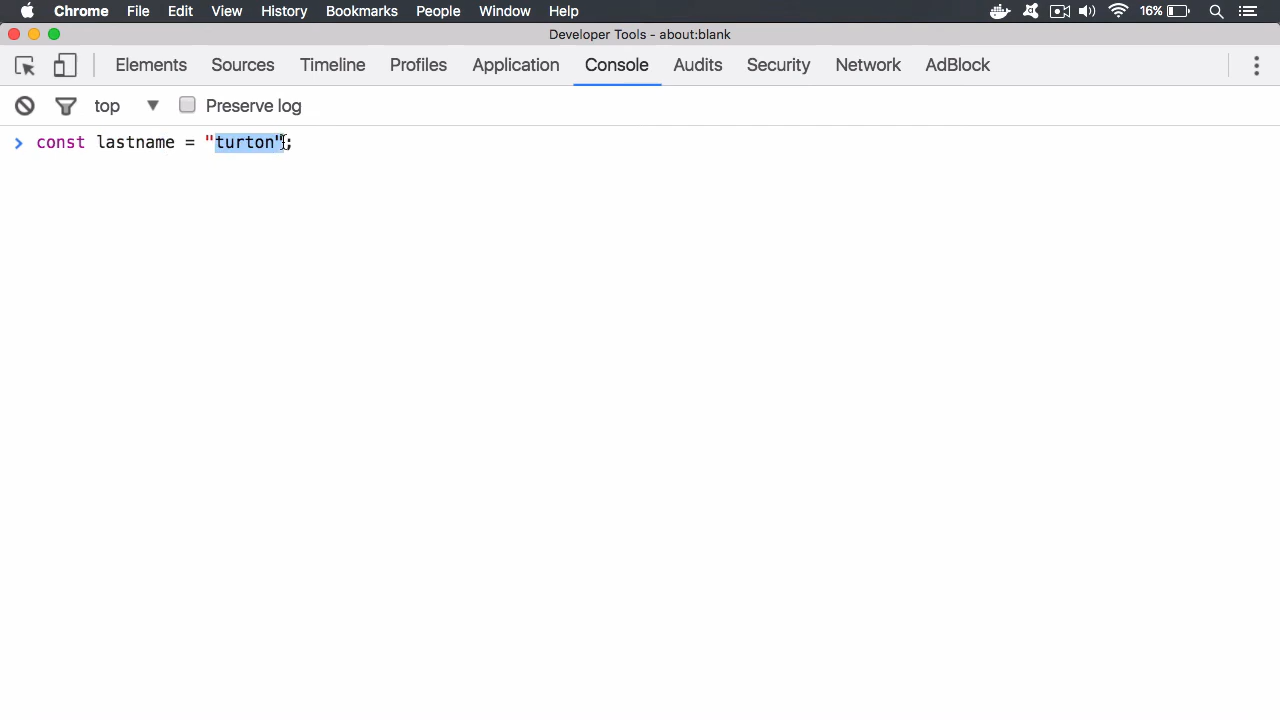 Chrome File Edit View History Bookmarks People Window Help 16%
Developer Tools - about:blank
Elements Sources Timeline Profiles Application Console Audits Security Network AdBlock
top Preserve log
const lastname = "turton";